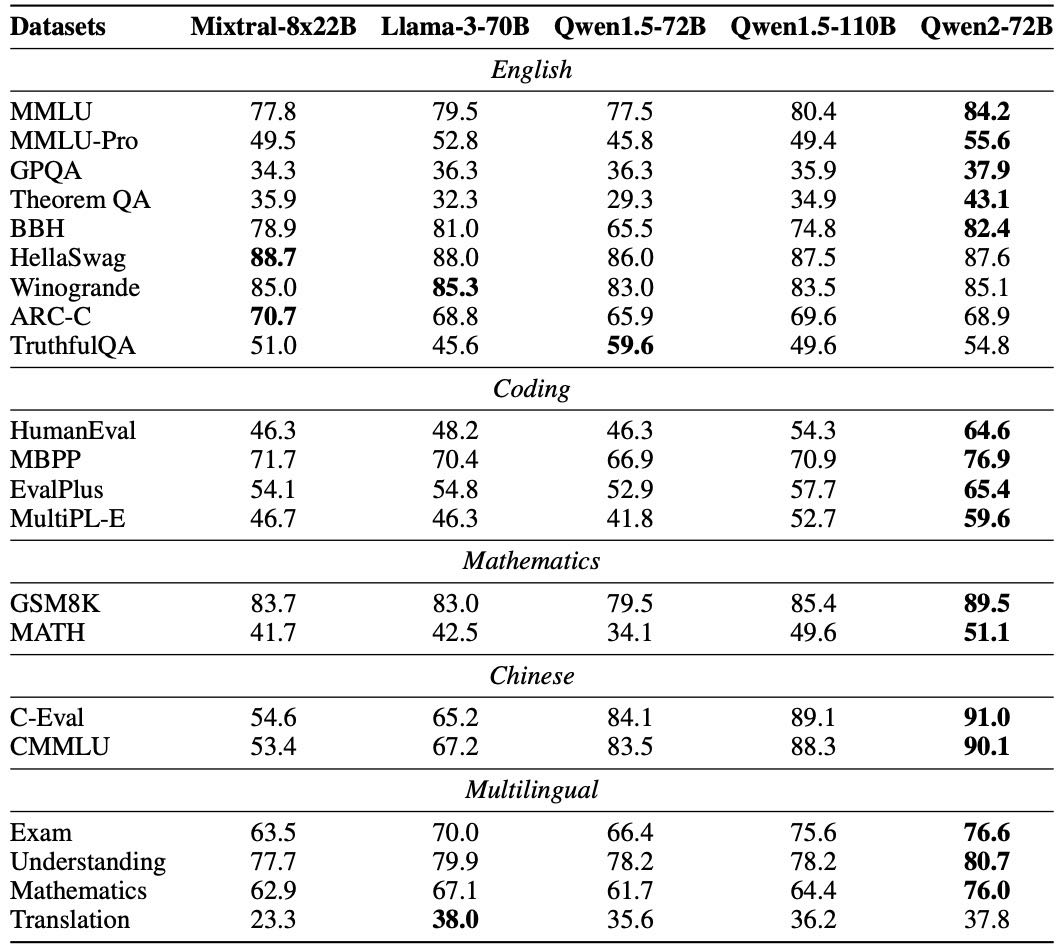 Datasets Mixtral-8x22B Llama-3-70B Qwen1.5-72B Qwen1.5-110B Qwen2-72B
English
MMLU 77.8 79.5 77.5 80.4 84.2
MMLU-Pro 49.5 52.8 45.8 49.4 55.6
GPQA 34.3 36.3 36.3 35.9 37.9
Theorem QA 35.9 32.3 29.3 34.9 43.1
BBH 78.9 81.0 65.5 74.8 82.4
HellaSwag 88.7 88.0 86.0 87.5 87.6
Winogrande 85.0 85.3 83.0 83.5 85.1
ARC-C 70.7 68.8 65.9 69.6 68.9
TruthfulQA 51.0 45.6 59.6 49.6 54.8
Coding
HumanEval 46.3 48.2 46.3 54.3 64.6
MBPP 71.7 70.4 66.9 70.9 76.9
EvalPlus 54.1 54.8 52.9 57.7 65.4
MultiPL-E 46.7 46.3 41.8 52.7 59.6
Mathematics
GSM8K 83.7 83.0 79.5 85.4 89.5
MATH 41.7 42.5 34.1 49.6 51.1
Chinese
C-Eval 54.6 65.2 84.1 89.1 91.0
CMMLU 53.4 67.2 83.5 88.3 90.1
Multilingual
Exam 63.5 70.0 66.4 75.6 76.6
Understanding 77.7 79.9 78.2 78.2 80.7
Mathematics 62.9 67.1 61.7 64.4 76.0
Translation 23.3 38.0 35.6 36.2 37.8